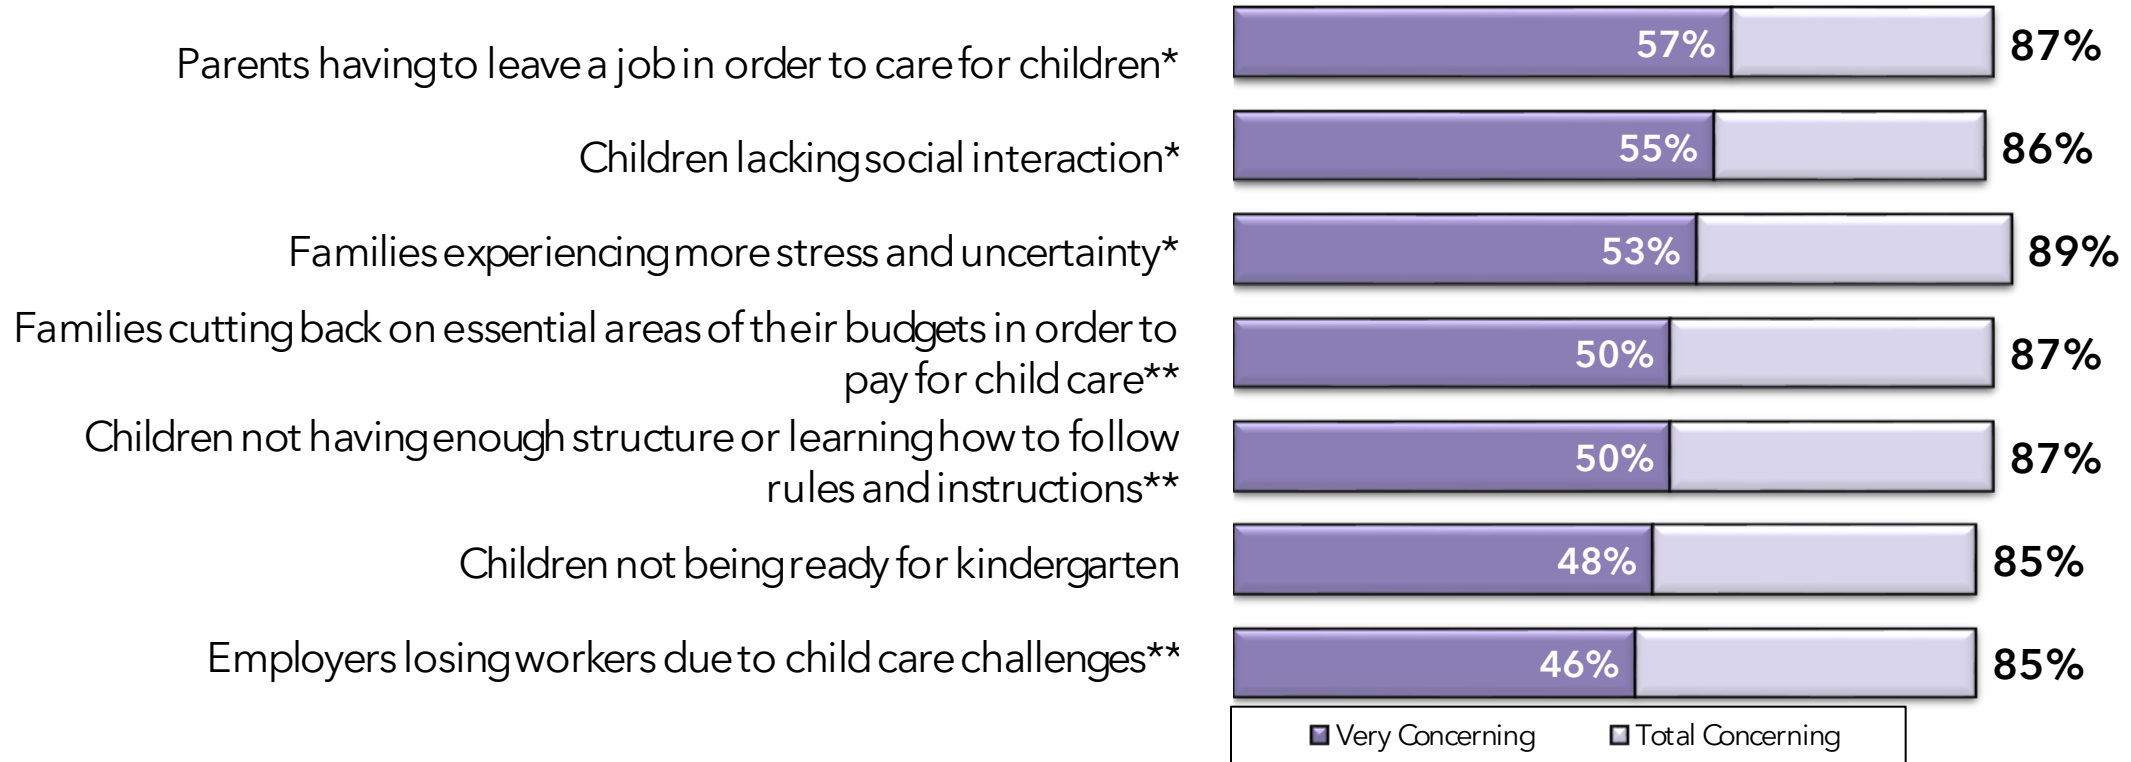 Parents having to leave a job in order to care for children*
57%
87%
Children lacking social interaction*
55%
86%
Families experiencing more stress and uncertainty*
53%
89%
Families cutting back on essential areas of their budgets in order to
pay for child care**
50%
87%
Children not having enough structure or learning how to follow
rules and instructions**
50%
87%
Children not being ready for kindergarten
48%
85%
Employers losing workers due to child care challenges**
46%
85%
Very Concerning
Total Concerning